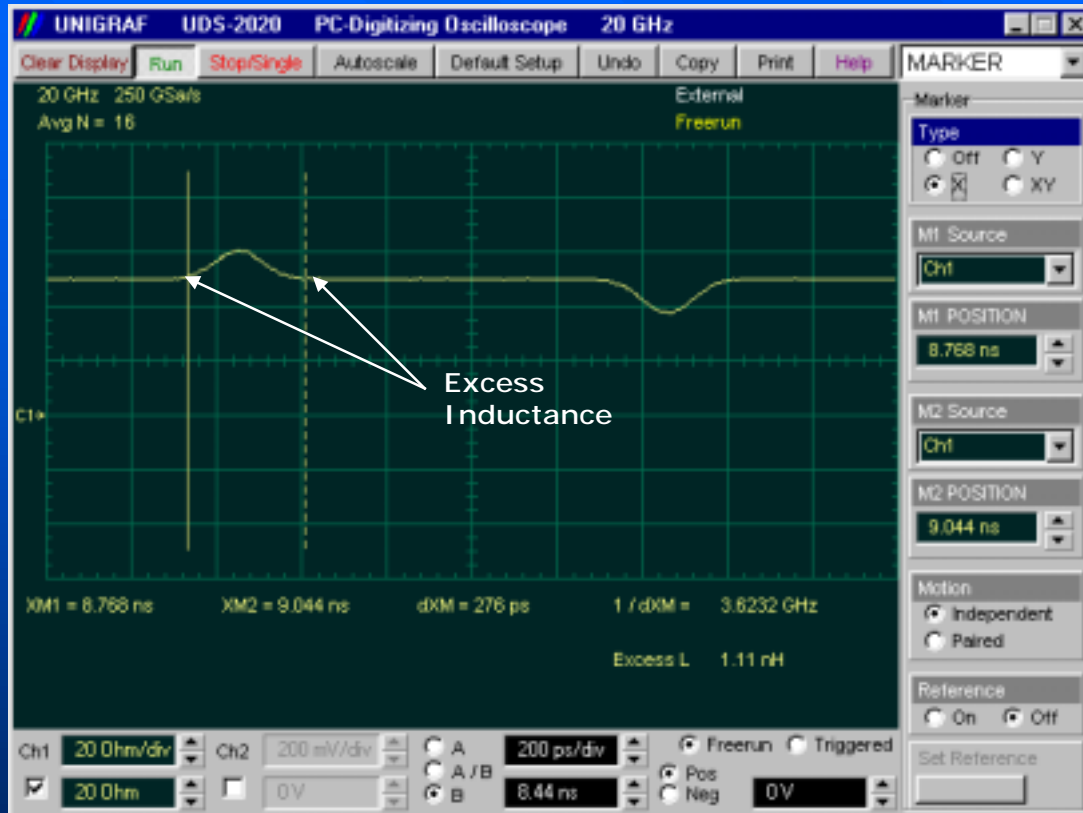 UNIGRAF UDS-2020 PC-Digitizing Oscilloscope 20 GHz
Clear Display Run Stop/Single Autoscale Default Setup Undo Copy Print Help MARKER
20 GHz 250 GSa/s External
Avg N = 16 Freerun
Marker
Type
Off Y
X XY
M1 Source
Ch1
M1 POSITION
8.768 ns
Excess
Inductance
C1
M2 Source
Ch1
M2 POSITION
9.044 ns
XM1 = 8.768 ns XM2 = 9.044 ns dXM = 276 ps 1 / dXM = 3.6232 GHz
Excess L 1.11 nH
Motion
Independent
Paired
Reference
On Off
Set Reference
Ch1 20 Ohm/div Ch2 200 mV/div A 200 ps/div Freerun Triggered
A / B Pos
20 Ohm 0 V B 8.44 ns Neg 0 V